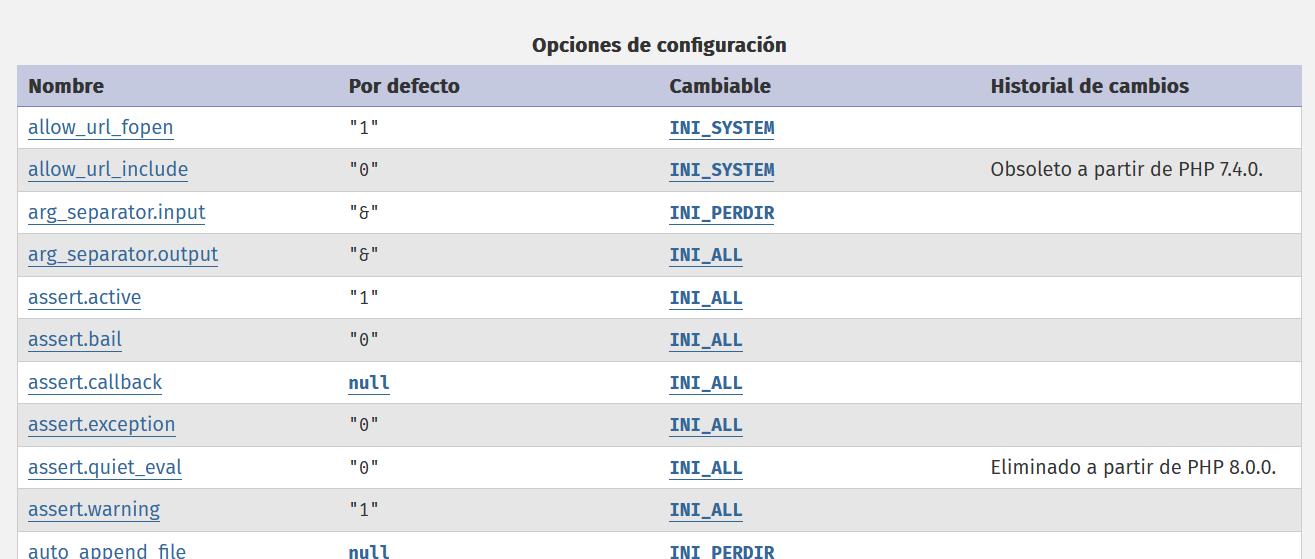 Opciones de configuración
Nombre Por defecto Cambiable Historial de cambios
allow_url_fopen "1" INI_SYSTEM
allow_url_include "0" INI_SYSTEM Obsoleto a partir de PHP 7.4.0.
arg_separator.input "&" INI_PERDIR
arg_separator.output "&" INI_ALL
assert.active "1" INI_ALL
assert.bail "0" INI_ALL
assert.callback null INI_ALL
assert.exception "0" INI_ALL
assert.quiet_eval "0" INI_ALL Eliminado a partir de PHP 8.0.0.
assert.warning "1" INI_ALL
auto_append_file null INI_PERDIR